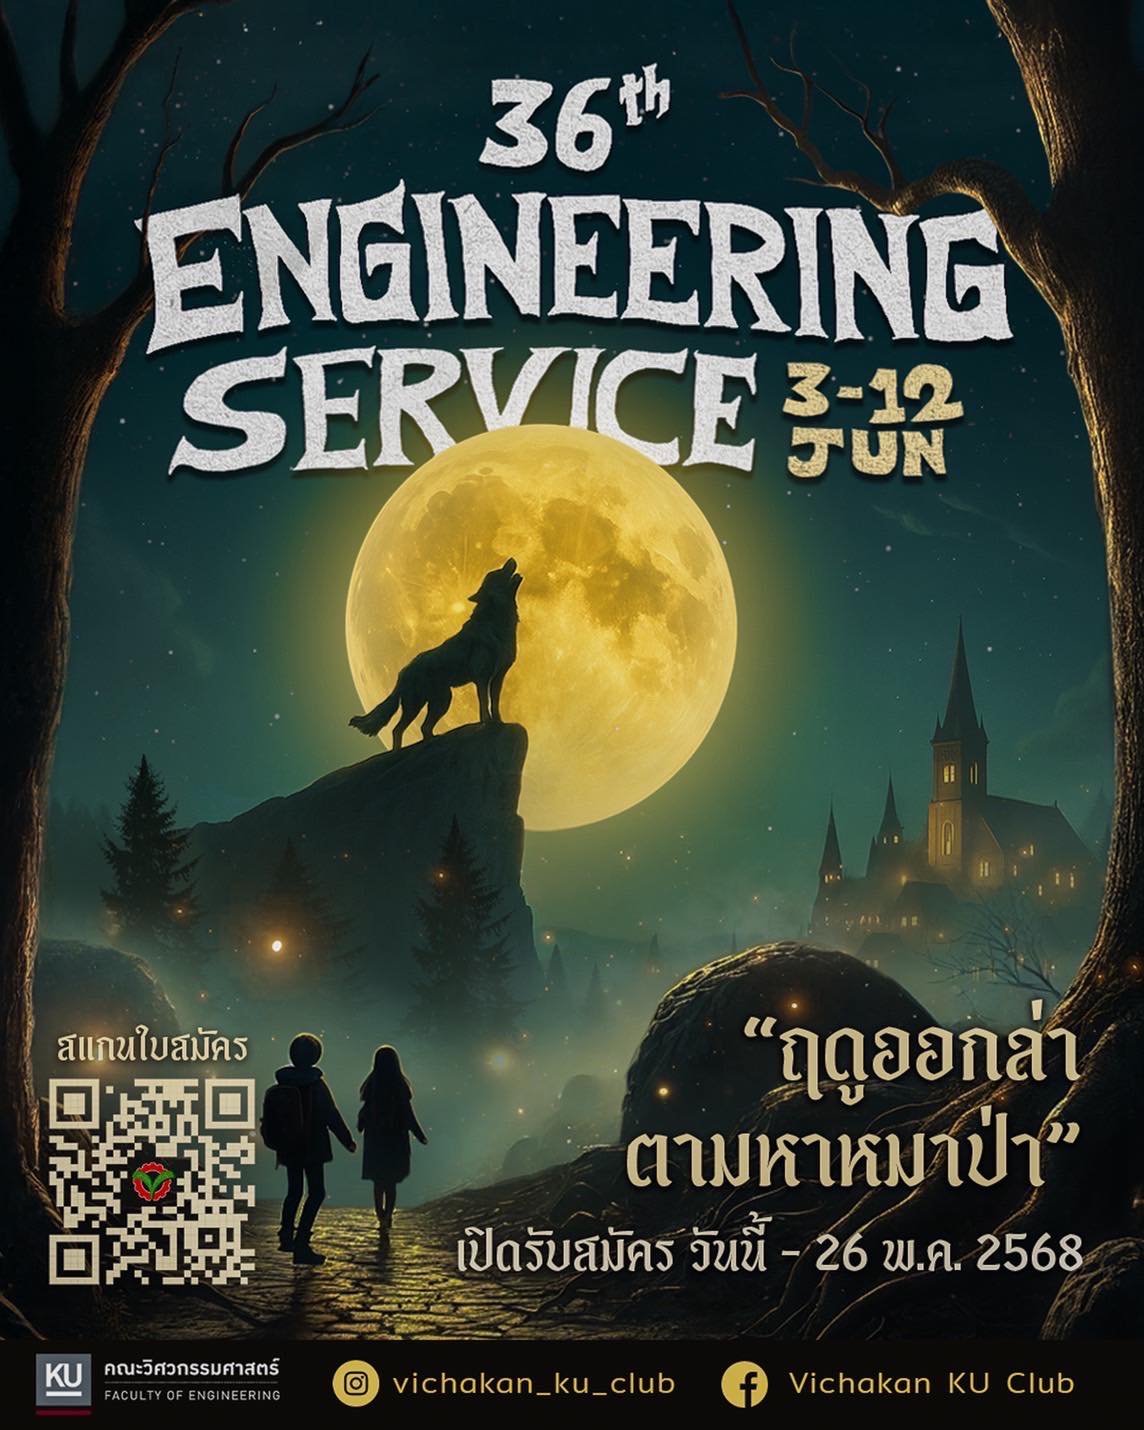 36th
ENGINEERING
SERVICE
3-12
JUN
สแกนใบสมัคร
“ฤดูออกล่า
ตามหาหมาป่า”
เปิดรับสมัคร วันนี้ - 26 พ.ค. 2568
KU
คณะวิศวกรรมศาสตร์
FACULTY OF ENGINEERING
vichakan_ku_club
Vichakan KU Club